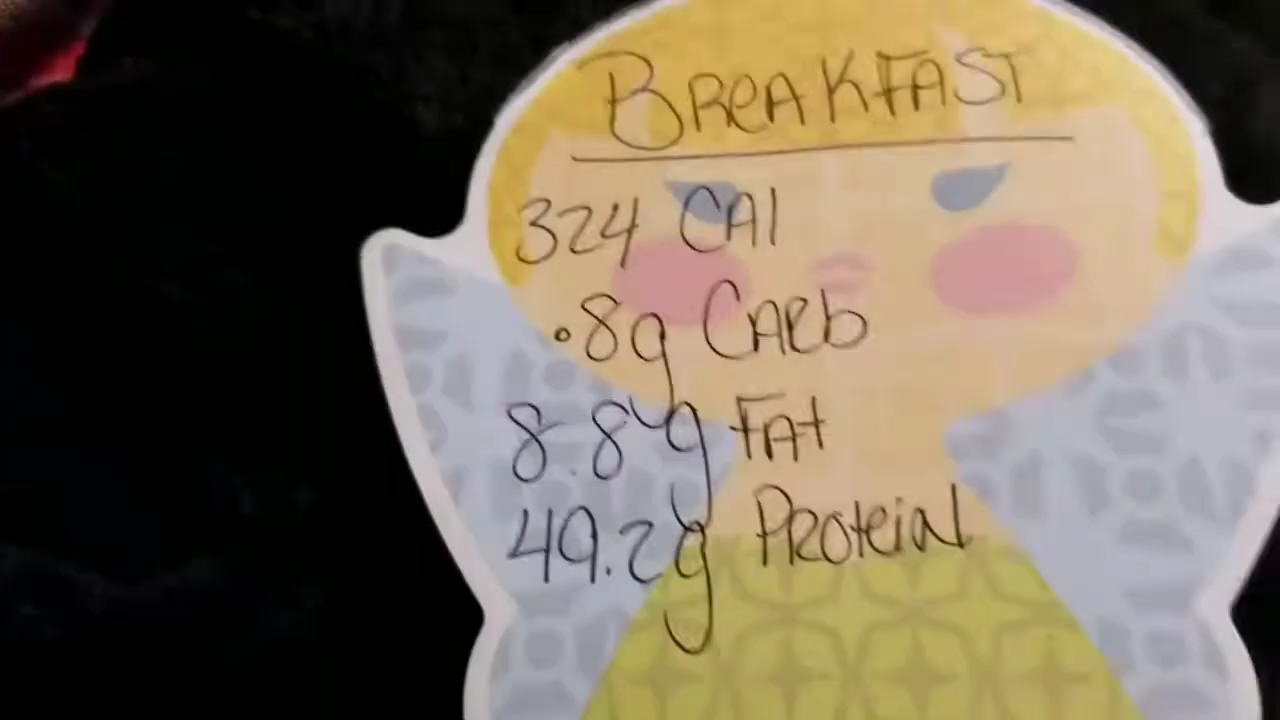 BREAKFAST
324 CAl
.8g CARb
8.8g FAt
49.2g PROteiN